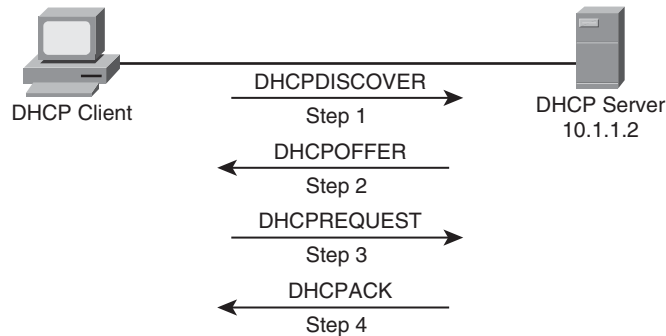 DHCP Client
DHCP Server
10.1.1.2
DHCPDISCOVER
Step 1
DHCPOFFER
Step 2
DHCPREQUEST
Step 3
DHCPACK
Step 4